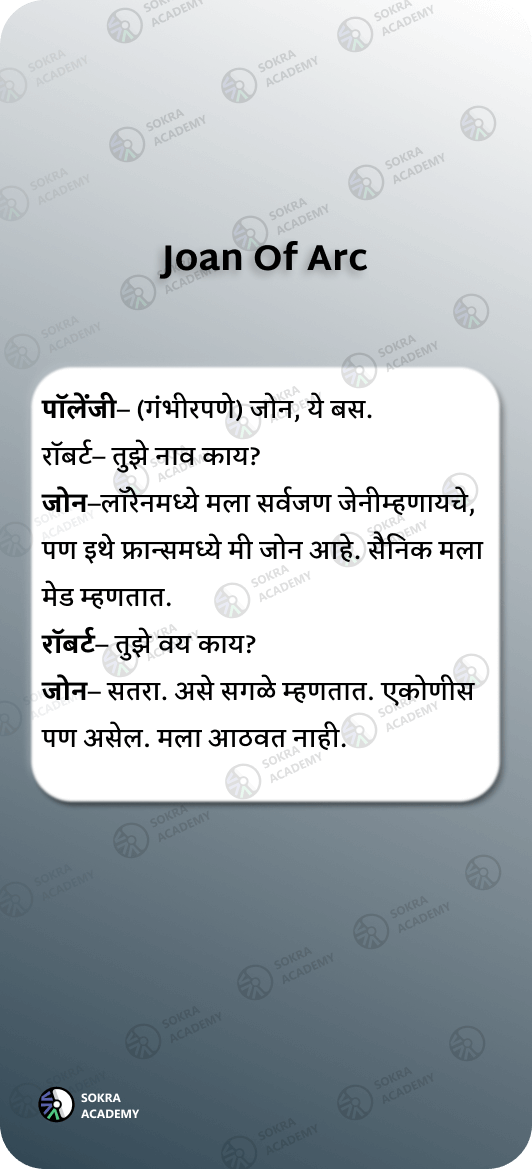 Joan Of Arc
पॉलेंजी– (गंभीरपणे) जोन, ये बस.
रॉबर्ट– तुझे नाव काय?
जोन–लॉरेनमध्ये मला सर्वजण जेनीम्हणायचे,
पण इथे फ्रान्समध्ये मी जोन आहे. सैनिक मला
मेड म्हणतात.
रॉबर्ट– तुझे वय काय?
जोन– सतरा. असे सगळे म्हणतात. एकोणीस
पण असेल. मला आठवत नाही.
SOKRA
ACADEMY